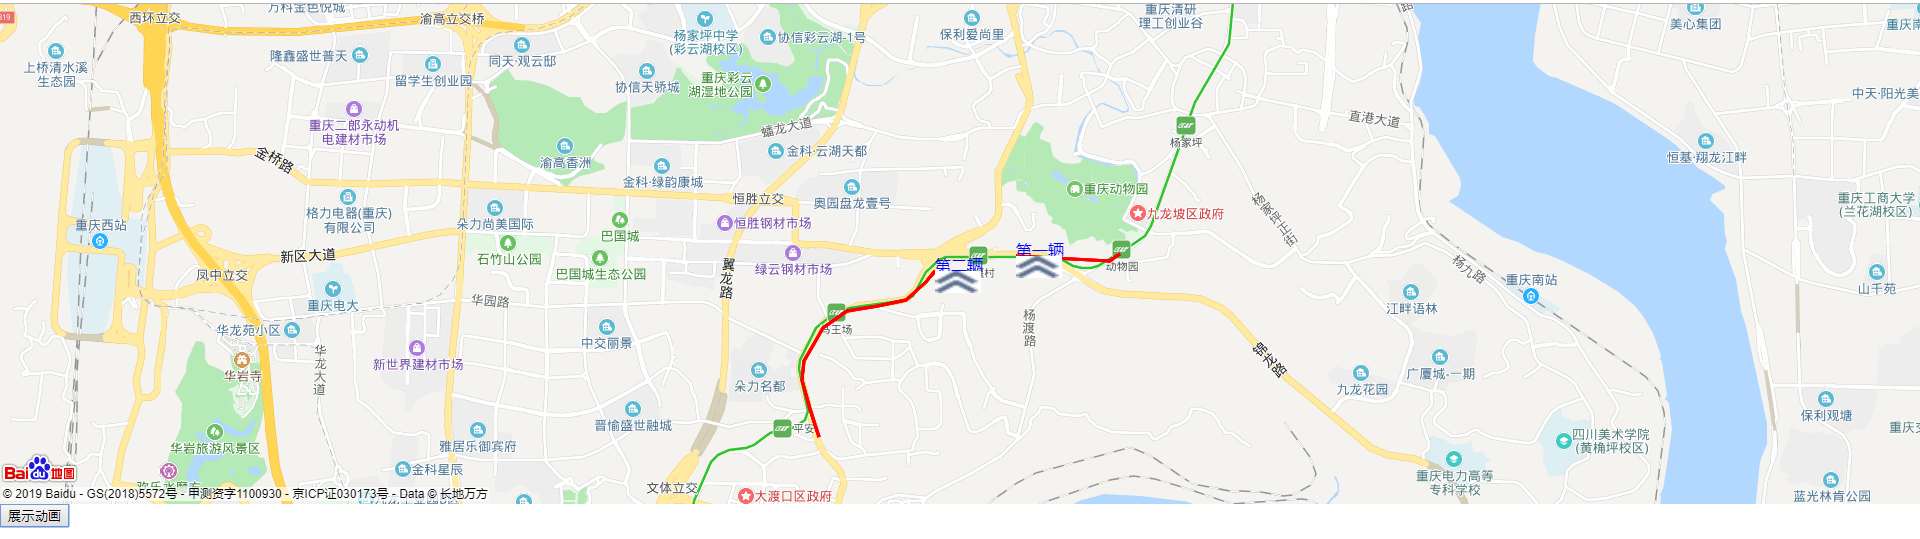 819
西环立交
万科金色悦城
渝高立交桥
杨家坪中学
(彩云湖校区)
协信彩云湖-1号
保利爱尚里
重庆清研
理工创业谷
美心集团
上桥清水溪
生态园
隆鑫盛世普天
留学生创业园
同天·观云邸
协信天骄城
重庆彩云
湖湿地公园
中天·阳光美
重庆二郎永动机
电建材市场
蟠龙大道
直港大道
杨家坪
金桥路
渝高香洲
金科·云湖天都
恒基·翔龙江畔
金科·绿韵康城
恒胜立交
奥园盘龙壹号
重庆动物园
杨家坪正街
重庆工商大学
(兰花湖校区)
格力电器(重庆)
有限公司
朵力尚美国际
巴国城
恒胜钢材市场
九龙坡区政府
重庆西站
新区大道
石竹山公园
巴国城生态公园
绿云钢材市场
第一辆
第二辆
村
动物园
凤中立交
翼龙路
杨九路
重庆南站
山千苑
重庆电大
华园路
江畔语林
华龙苑小区
中交丽景
马王场
杨渡路
华龙大道
新世界建材市场
锦龙路
华岩寺
朵力名都
广厦城-一期
九龙花园
保利观塘
晋愉盛世融城
平安
华岩旅游风景区
雅居乐御宾府
四川美术学院
(黄桷坪校区)
金科星辰
重庆电力高等
专科学校
Bai du 地图
文体立交
大渡口区政府
蓝光林肯公园
© 2019 Baidu - GS(2018)5572号 - 甲测资字1100930 - 京ICP证030173号 - Data © 长地万方
展示动画